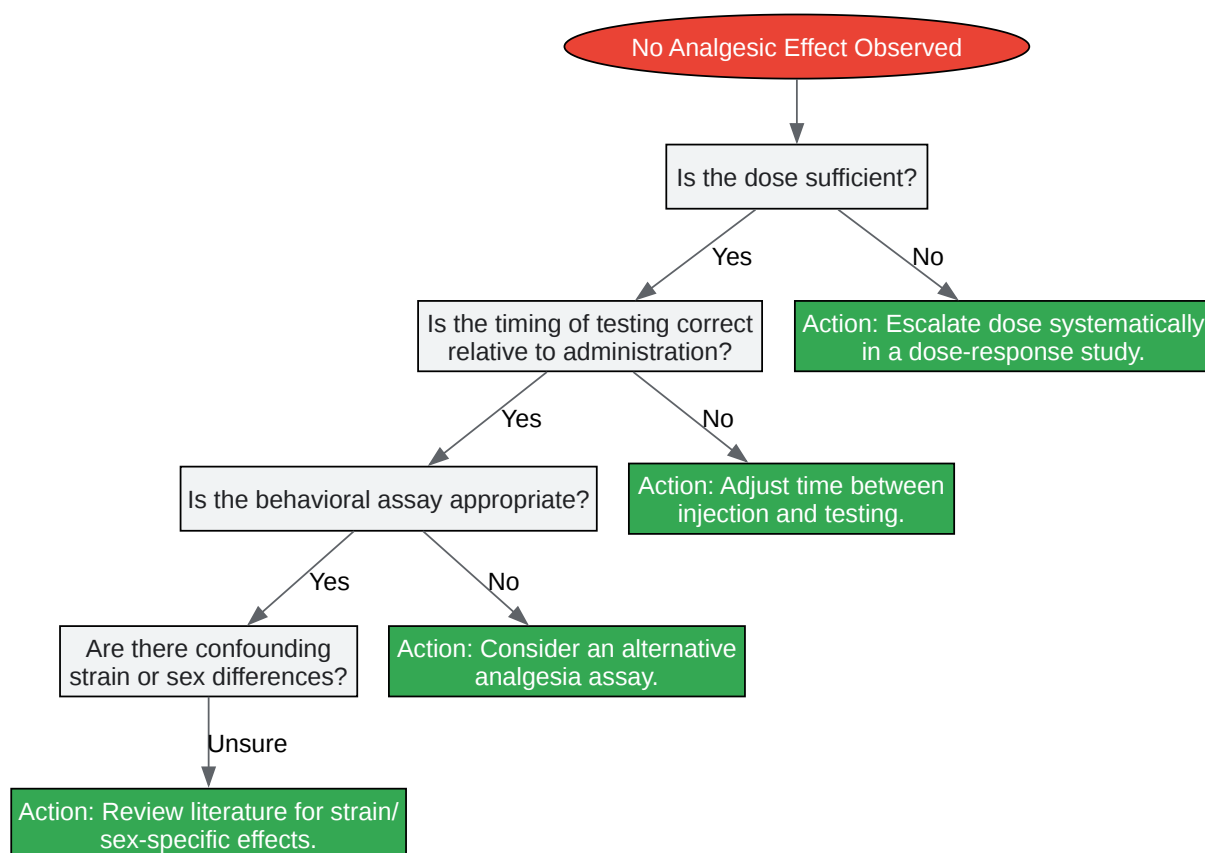 No Analgesic Effect Observed
Is the dose sufficient?
Yes
No
Is the timing of testing correct
relative to administration?
Action: Escalate dose systematically
in a dose-response study.
Yes
No
Is the behavioral assay appropriate?
Action: Adjust time between
injection and testing.
Yes
No
Are there confounding
strain or sex differences?
Action: Consider an alternative
analgesia assay.
Unsure
Action: Review literature for strain/
sex-specific effects.